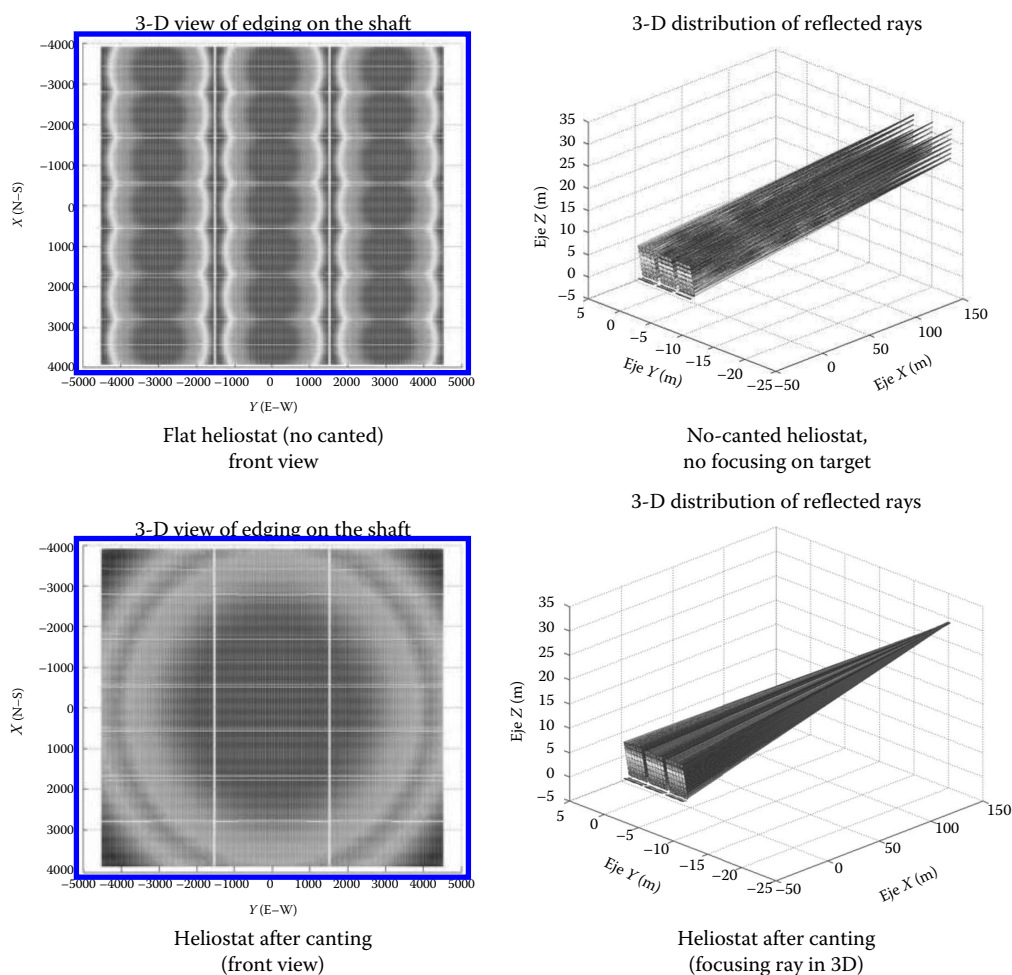 3-D view of edging on the shaft
–4000
–3000
–2000
–1000
0
1000
2000
3000
4000
X (N–S)
–5000 –4000 –3000 –2000 –1000 0 1000 2000 3000 4000 5000
Y (E–W)
Flat heliostat (no canted)
front view
3-D distribution of reflected rays
35
30
25
20
15
10
5
0
–5
Eje Z (m)
5 0 –5 –10 –15 –20 –25
Eje Y (m)
–50 0 50 100 150
Eje X (m)
No-canted heliostat,
no focusing on target
3-D view of edging on the shaft
–4000
–3000
–2000
–1000
0
1000
2000
3000
4000
X (N–S)
–5000 –4000 –3000 –2000 –1000 0 1000 2000 3000 4000 5000
Y (E–W)
Heliostat after canting
(front view)
3-D distribution of reflected rays
35
30
25
20
15
10
5
0
–5
Eje Z (m)
5 0 –5 –10 –15 –20 –25
Eje Y (m)
–50 0 50 100 150
Eje X (m)
Heliostat after canting
(focusing ray in 3D)